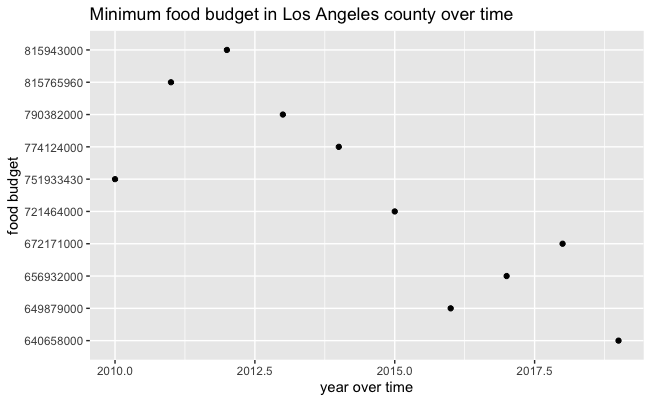 Minimum food budget in Los Angeles county over time
815943000
815765960
790382000
774124000
751933430
721464000
672171000
656932000
649879000
640658000
food budget
2010.0 2012.5 2015.0 2017.5
year over time